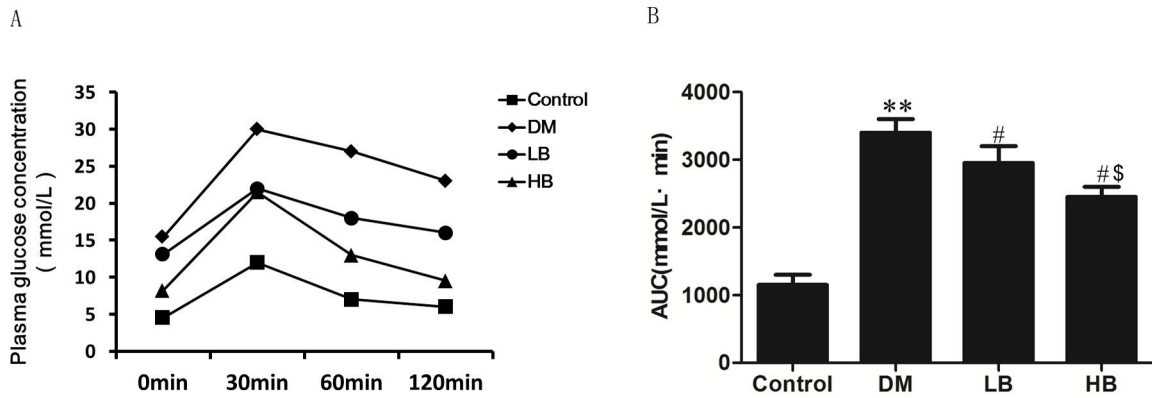 A
Plasma glucose concentration
( mmol/L )
35
30
25
20
15
10
5
0
0min 30min 60min 120min
Control
DM
LB
HB
B
AUC(mmol/L· min)
4000
3000
2000
1000
0
**
#
#$
Control DM LB HB